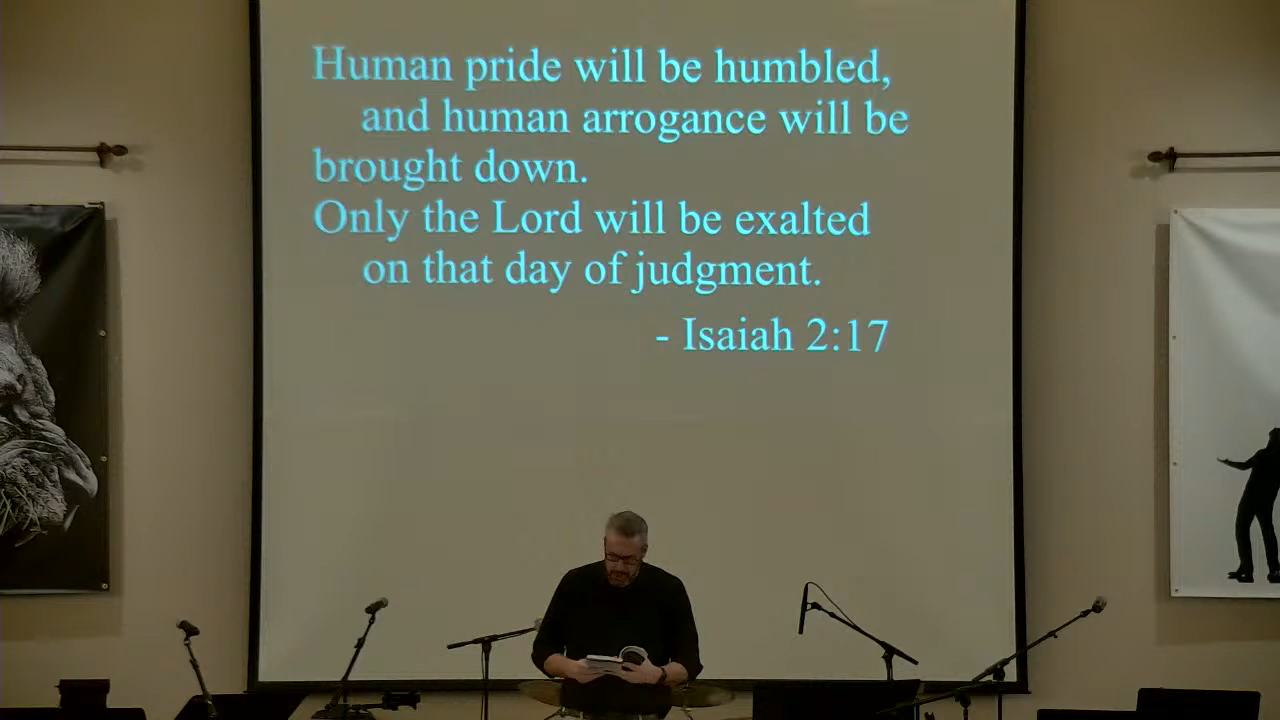 Human pride will be humbled,
and human arrogance will be
brought down.
Only the Lord will be exalted
on that day of judgment.
- Isaiah 2:17